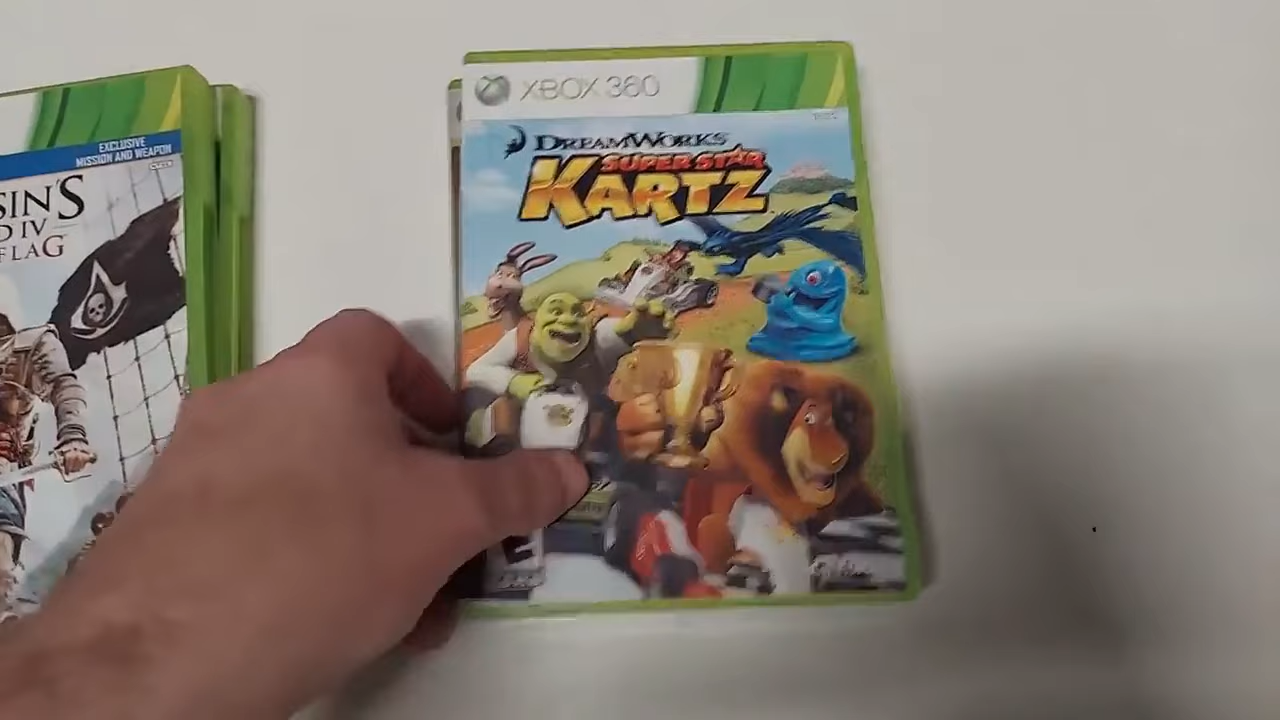 EXCLUSIVE
MISSION AND WEAPON
SIN'S
D IV
FLAG
XBOX 360
DREAMWORKS
SUPER STAR
KARTZ
E